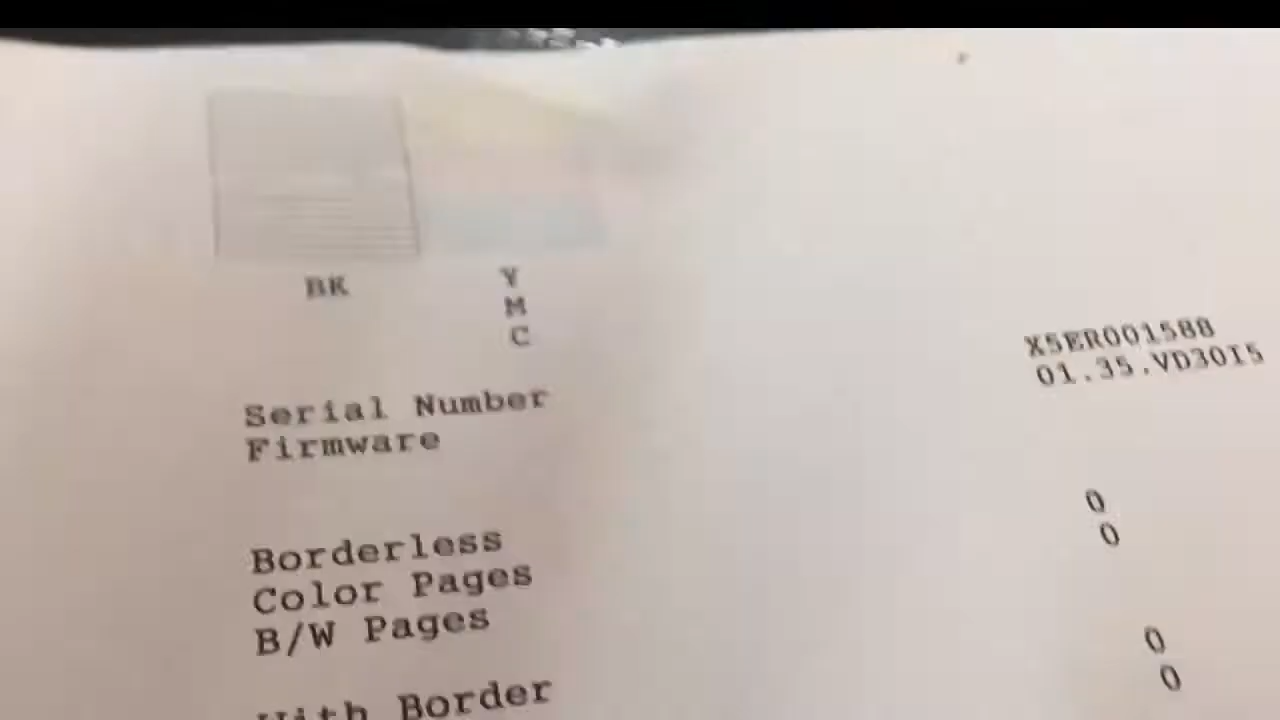 BK
Y
M
C
Serial Number X5ER001588
Firmware 01.35.VD30I5
Borderless
Color Pages 0
B/W Pages 0
With Border
0
0